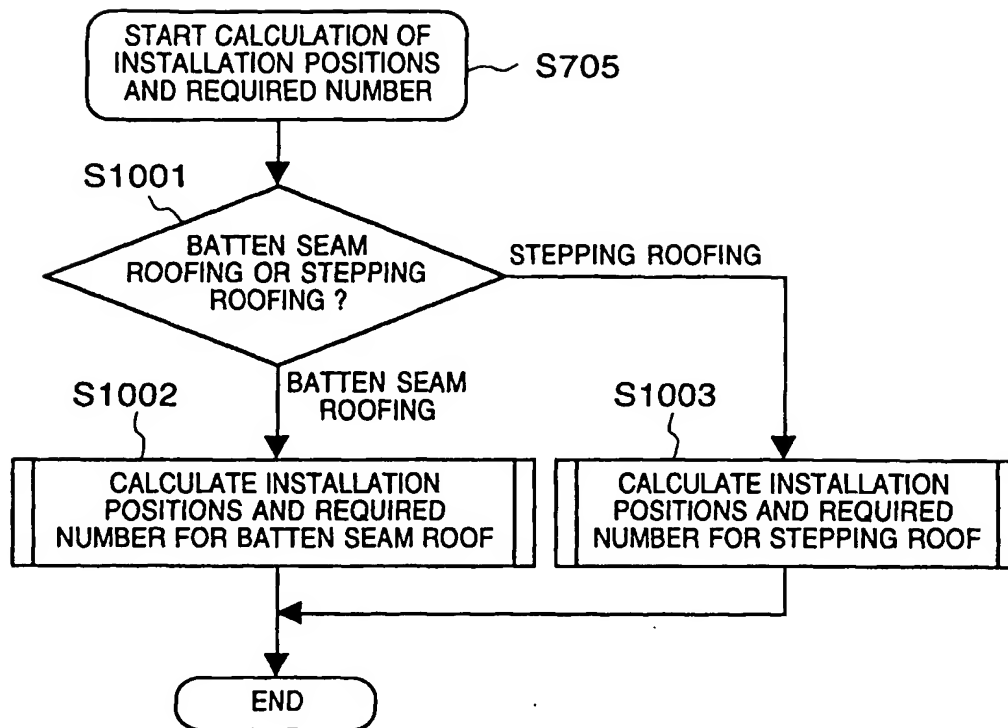 START CALCULATION OF
INSTALLATION POSITIONS
AND REQUIRED NUMBER
S705
S1001
BATTEN SEAM
ROOFING OR STEPPING
ROOFING ?
STEPPING ROOFING
BATTEN SEAM
ROOFING
S1002
S1003
CALCULATE INSTALLATION
POSITIONS AND REQUIRED
NUMBER FOR BATTEN SEAM ROOF
CALCULATE INSTALLATION
POSITIONS AND REQUIRED
NUMBER FOR STEPPING ROOF
END